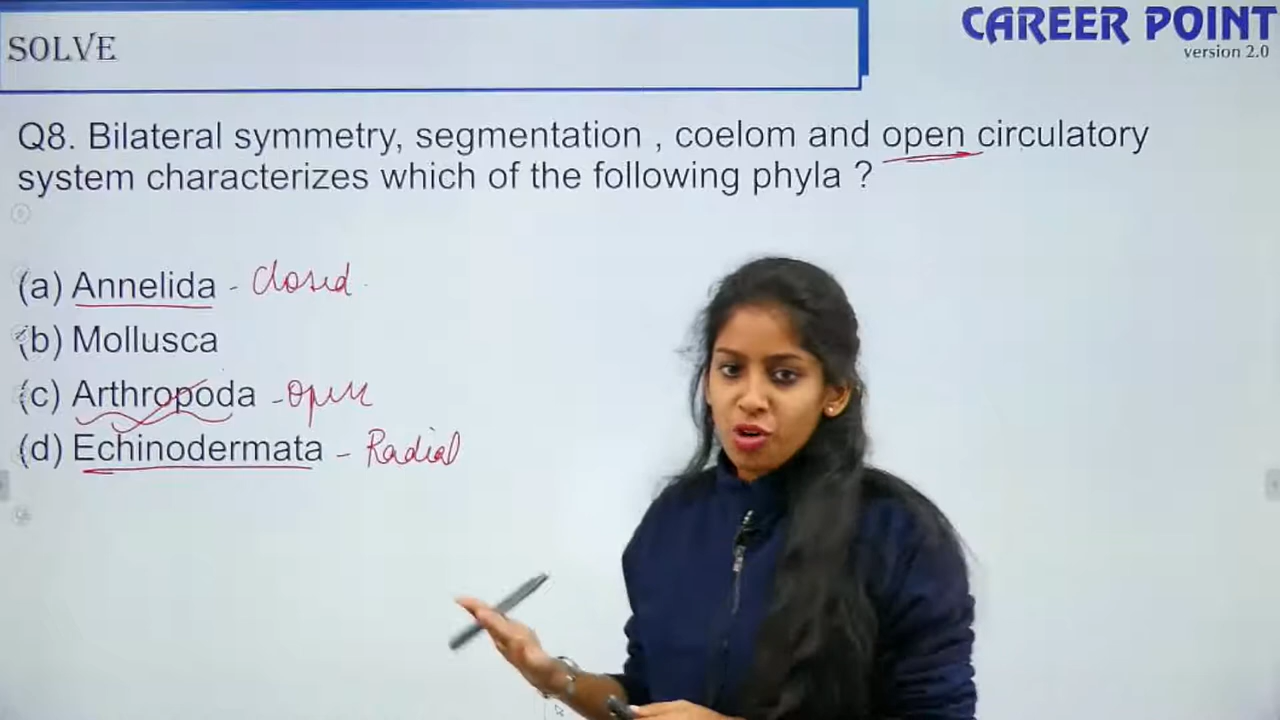 SOLVE
CAREER POINT
version 2.0
Q8. Bilateral symmetry, segmentation , coelom and open circulatory
system characterizes which of the following phyla ?
(a) Annelida - closed
(b) Mollusca
(c) Arthropoda - open
(d) Echinodermata - Radial